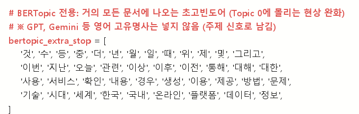 # BERTopic 전용: 거의 모든 문서에 나오는 초고빈도어 (Topic 0에 몰리는 현상 완화)
# ※ GPT, Gemini 등 영어 고유명사는 넣지 않음 (주제 신호로 남김)
bertopic_extra_stop = [
'것', '수', '등', '중', '더', '년', '월', '일', '때', '위', '제', '몇', '그리고',
'이번', '지난', '오늘', '관련', '이상', '이후', '이전', '통해', '대해', '대한',
'사용', '서비스', '확인', '내용', '경우', '생성', '이용', '제공', '방법', '문제',
'기술', '시대', '세계', '한국', '국내', '온라인', '플랫폼', '데이터', '정보',
]